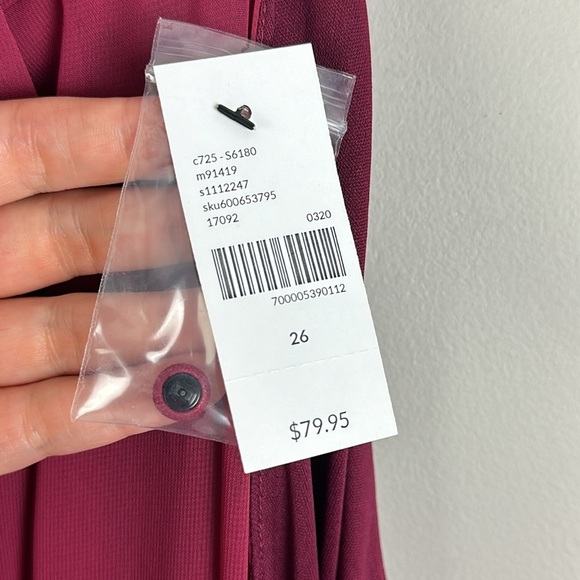 c725 - S6180
m91419
s1112247
sku600653795
17092 0320
700005390112
26
$79.95